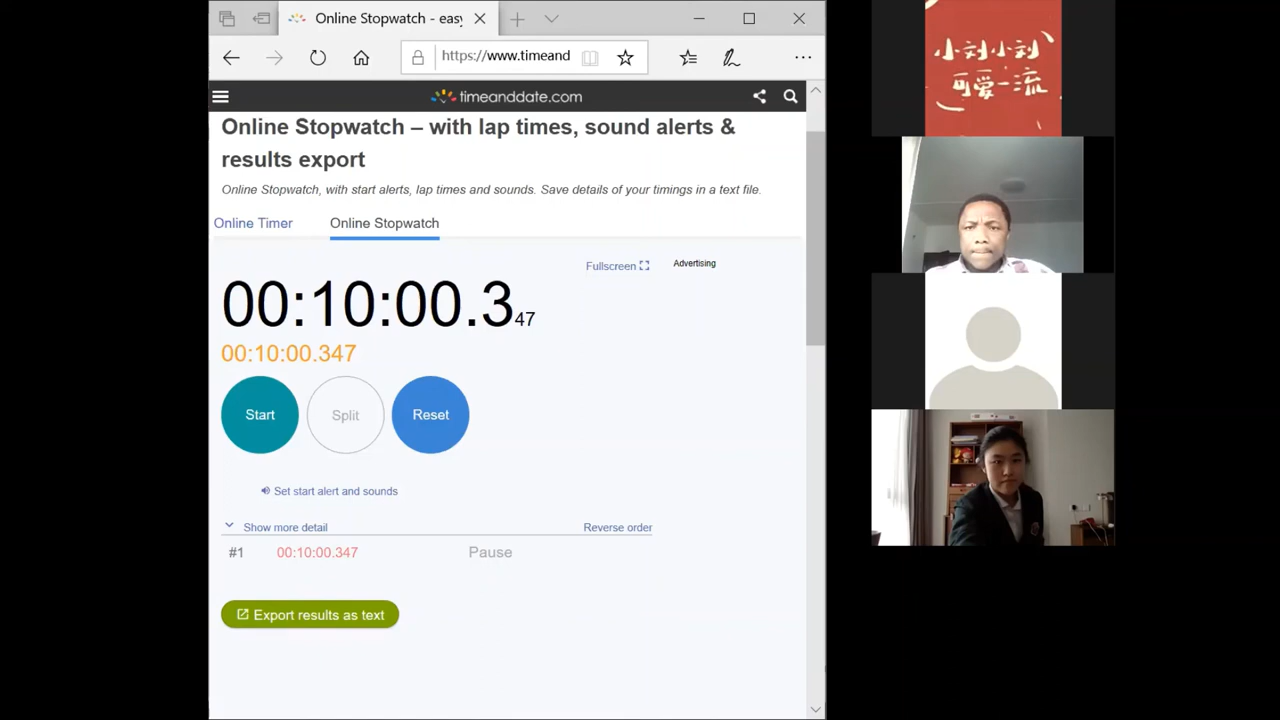 Online Stopwatch - easy
https://www.timeand
timeanddate.com
Online Stopwatch – with lap times, sound alerts &
results export
Online Stopwatch, with start alerts, lap times and sounds. Save details of your timings in a text file.
Online Timer
Online Stopwatch
Fullscreen
Advertising
00:10:00.347
00:10:00.347
Start
Split
Reset
Set start alert and sounds
Show more detail
Reverse order
#1 00:10:00.347 Pause
Export results as text
小刘小刘
可爱一流